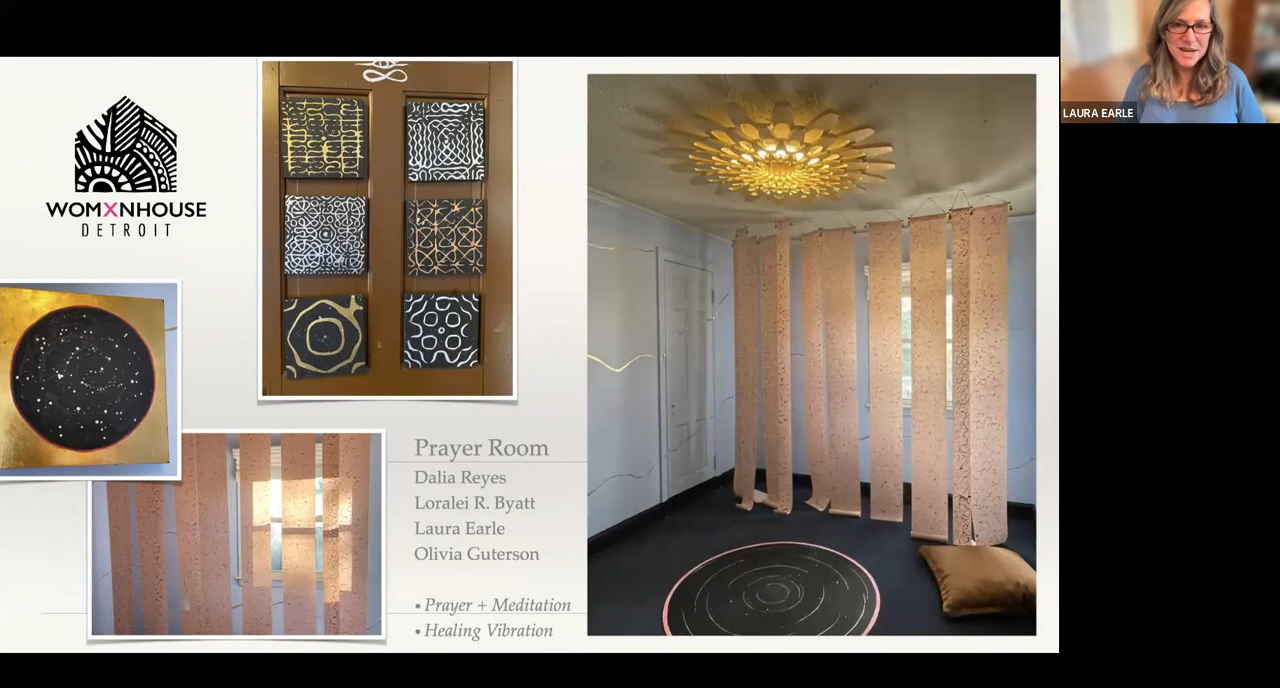 WOMXNHOUSE
DETROIT
Prayer Room
Dalia Reyes
Loralei R. Byatt
Laura Earle
Olivia Guterson
• Prayer + Meditation
• Healing Vibration
LAURA EARLE